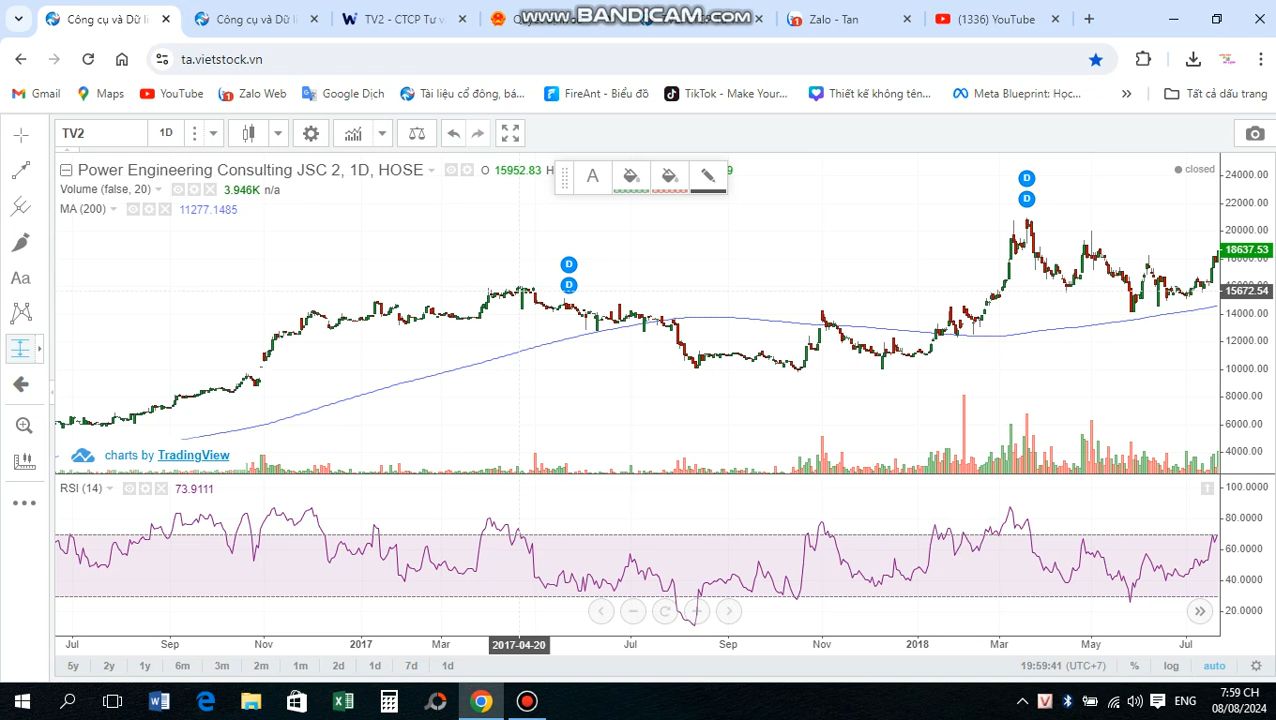 Công cụ và Dữ li
Công cụ và Dữ li
TV2 - CTCP Tư v
www.BANDICAM.com
Zalo - Tan
(1336) YouTube
ta.vietstock.vn
Gmail
Maps
YouTube
Zalo Web
Google Dịch
Tài liệu cổ đông, bá...
FireAnt - Biểu đồ
TikTok - Make Your...
Thiết kế không tên...
Meta Blueprint: Học...
Tất cả dấu trang
TV2
1D
Power Engineering Consulting JSC 2, 1D, HOSE
O 15952.83 H
A
9
closed
Volume (false, 20)
3.946K n/a
MA (200)
11277.1485
Aa
D
D
D
D
24000.00
22000.00
20000.00
18637.53
18000.00
15672.54
14000.00
12000.00
10000.00
8000.00
6000.00
4000.00
charts by TradingView
RSI (14)
73.9111
100.0000
80.0000
60.0000
40.0000
20.0000
Jul
Sep
Nov
2017
Mar
2017-04-20
Jul
Sep
Nov
2018
Mar
May
Jul
5y
2y
1y
6m
3m
2m
1m
2d
1d
7d
1d
19:59:41 (UTC+7)
%
log
auto
ENG
7:59 CH
08/08/2024